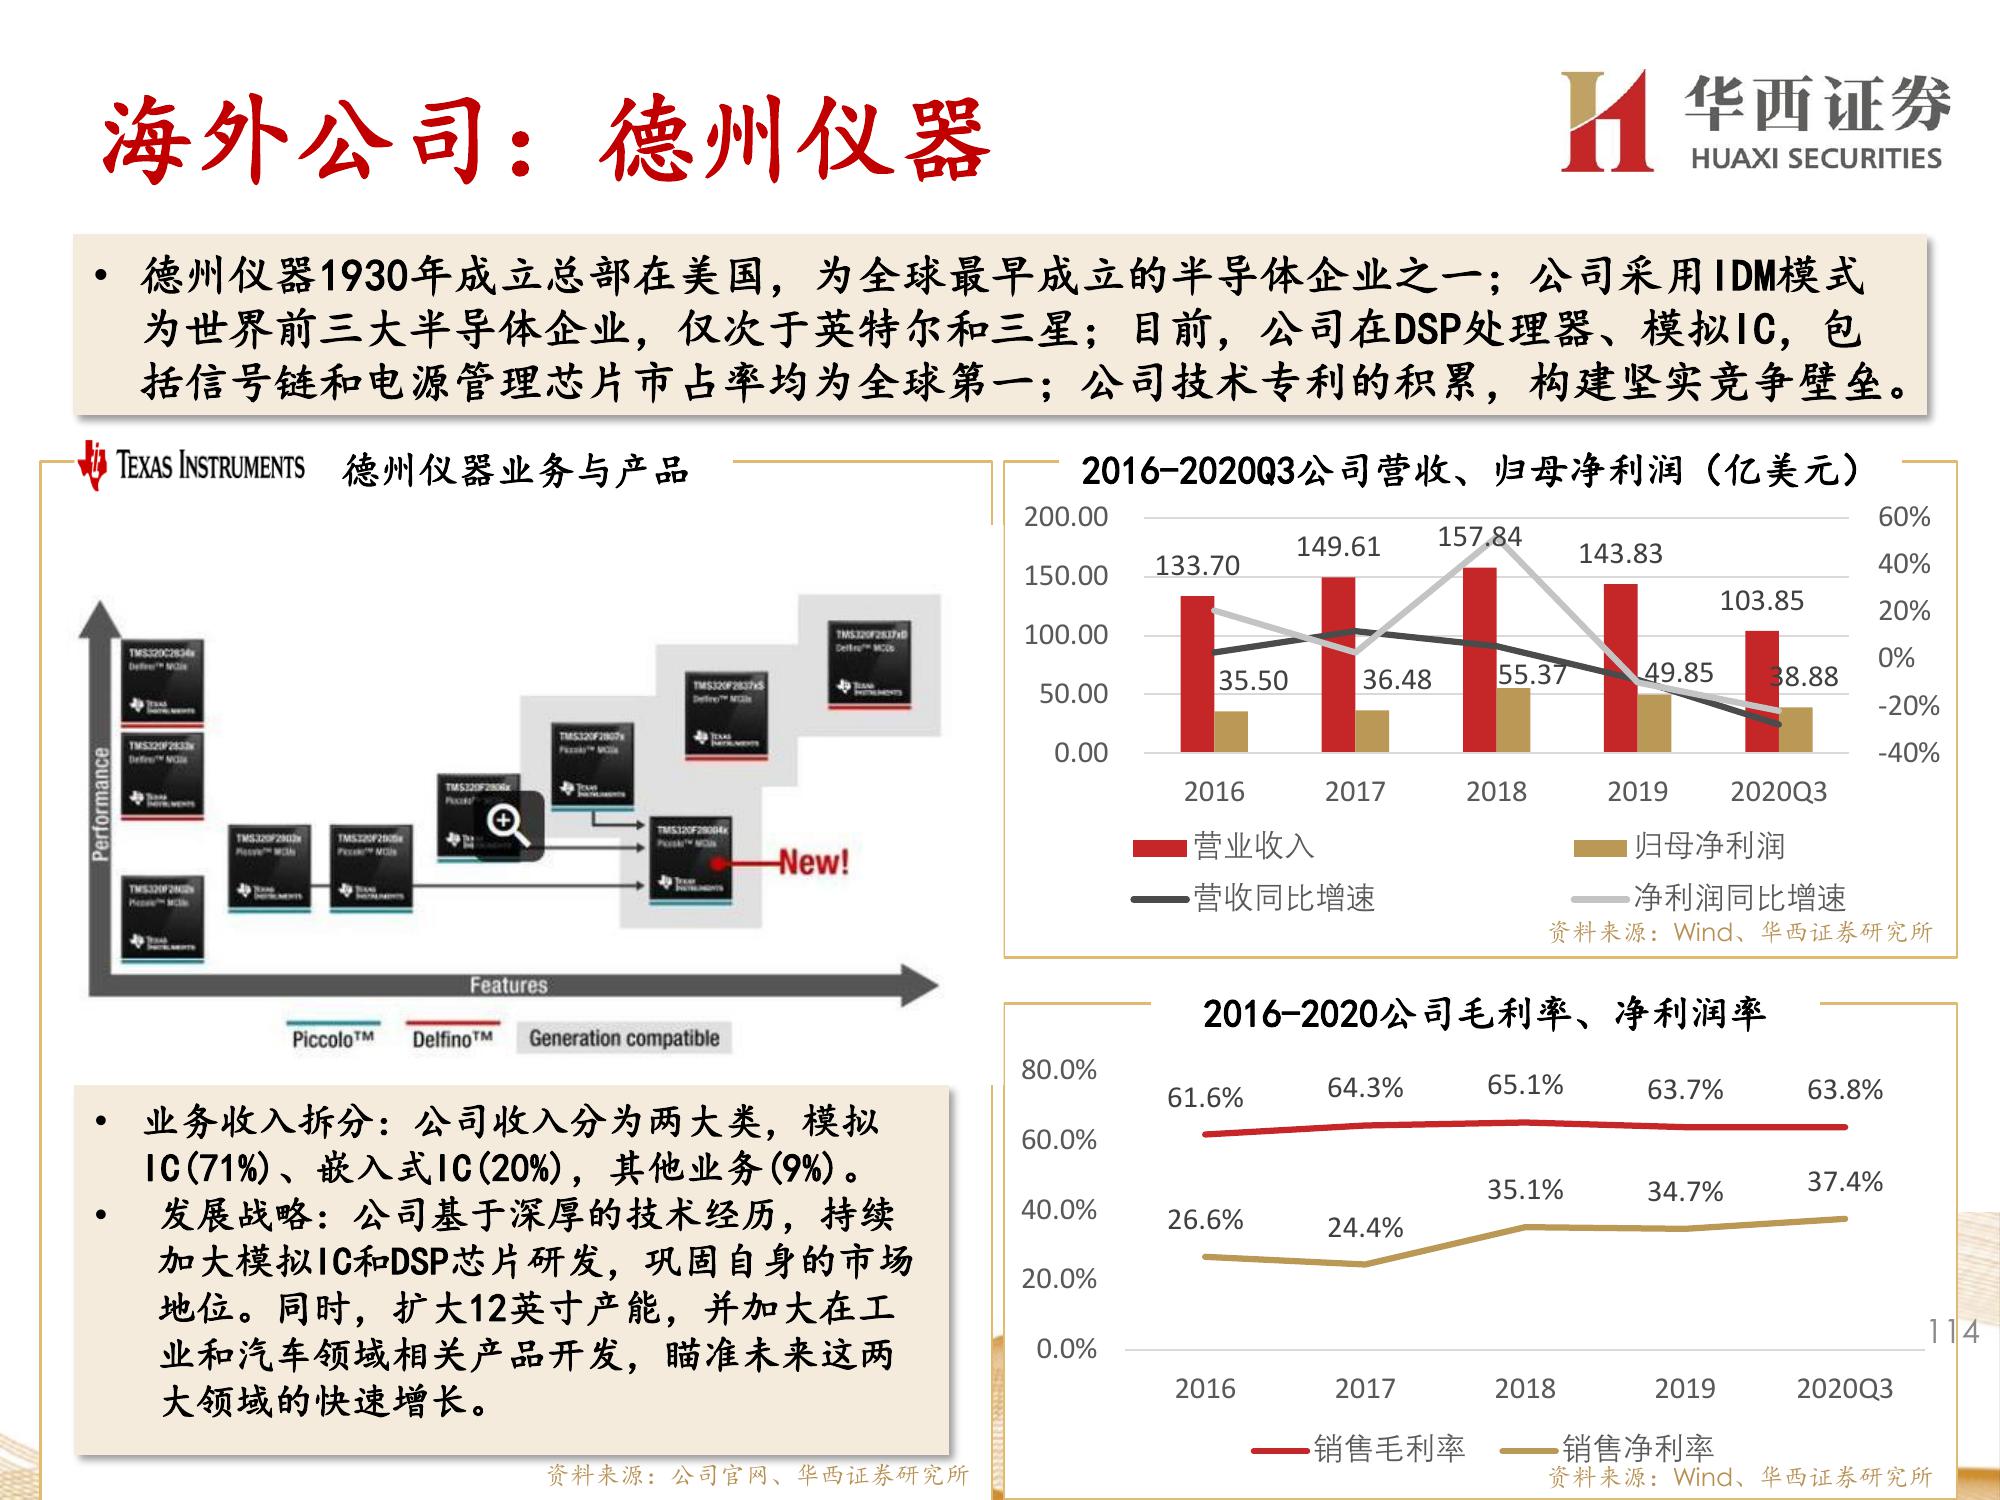 海外公司：德州仪器
华西证券
HUAXI SECURITIES
• 德州仪器1930年成立总部在美国，为全球最早成立的半导体企业之一；公司采用IDM模式
为世界前三大半导体企业，仅次于英特尔和三星；目前，公司在DSP处理器、模拟IC，包
括信号链和电源管理芯片市占率均为全球第一；公司技术专利的积累，构建坚实竞争壁垒。
TEXAS INSTRUMENTS 德州仪器业务与产品
Performance
TMS320C2834x
Delfino™ MCUs
TMS320F2833x
Delfino™ MCUs
TMS320F2802x
Piccolo™ MCUs
TMS320F2803x
Piccolo™ MCUs
TMS320F2805x
Piccolo™ MCUs
TMS320F2806x
TMS320F2807x
Piccolo™ MCUs
TMS320F2837xS
Delfino™ MCUs
TMS320F2837xD
Delfino™ MCUs
TMS320F28004x
Piccolo™ MCUs
New!
Features
Piccolo™ Delfino™ Generation compatible
• 业务收入拆分：公司收入分为两大类，模拟
IC(71%)、嵌入式IC(20%)，其他业务(9%)。
• 发展战略：公司基于深厚的技术经历，持续
加大模拟IC和DSP芯片研发，巩固自身的市场
地位。同时，扩大12英寸产能，并加大在工
业和汽车领域相关产品开发，瞄准未来这两
大领域的快速增长。
资料来源：公司官网、华西证券研究所
2016-2020Q3公司营收、归母净利润（亿美元）
200.00
150.00
100.00
50.00
0.00
60%
40%
20%
0%
-20%
-40%
133.70
149.61
157.84
143.83
103.85
35.50
36.48
55.37
49.85
38.88
2016 2017 2018 2019 2020Q3
营业收入 归母净利润
营收同比增速 净利润同比增速
资料来源：Wind、华西证券研究所
2016-2020公司毛利率、净利润率
80.0%
60.0%
40.0%
20.0%
0.0%
61.6% 64.3% 65.1% 63.7% 63.8%
26.6% 24.4% 35.1% 34.7% 37.4%
2016 2017 2018 2019 2020Q3
销售毛利率 销售净利率
资料来源：Wind、华西证券研究所
114